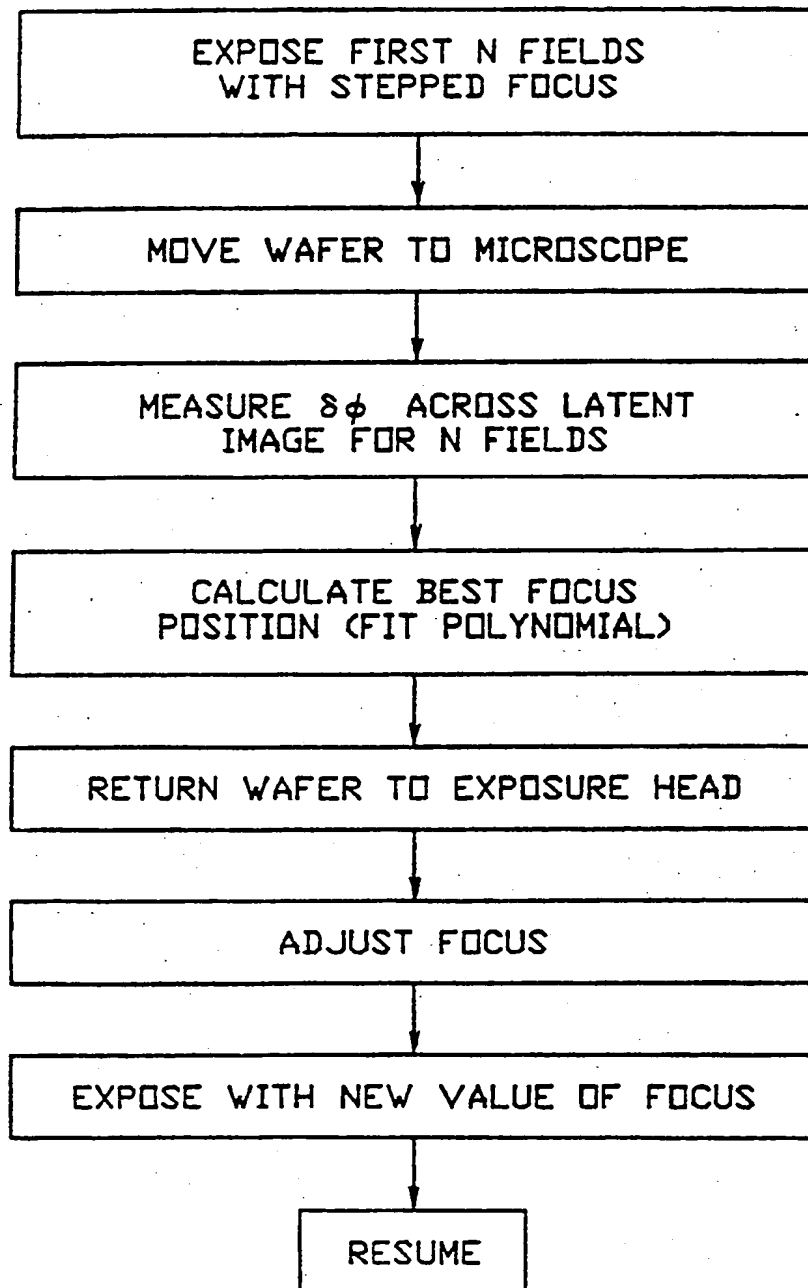 EXPOSE FIRST N FIELDS
WITH STEPPED FOCUS
MOVE WAFER TO MICROSCOPE
MEASURE δϕ ACROSS LATENT
IMAGE FOR N FIELDS
CALCULATE BEST FOCUS
POSITION (FIT POLYNOMIAL)
RETURN WAFER TO EXPOSURE HEAD
ADJUST FOCUS
EXPOSE WITH NEW VALUE OF FOCUS
RESUME